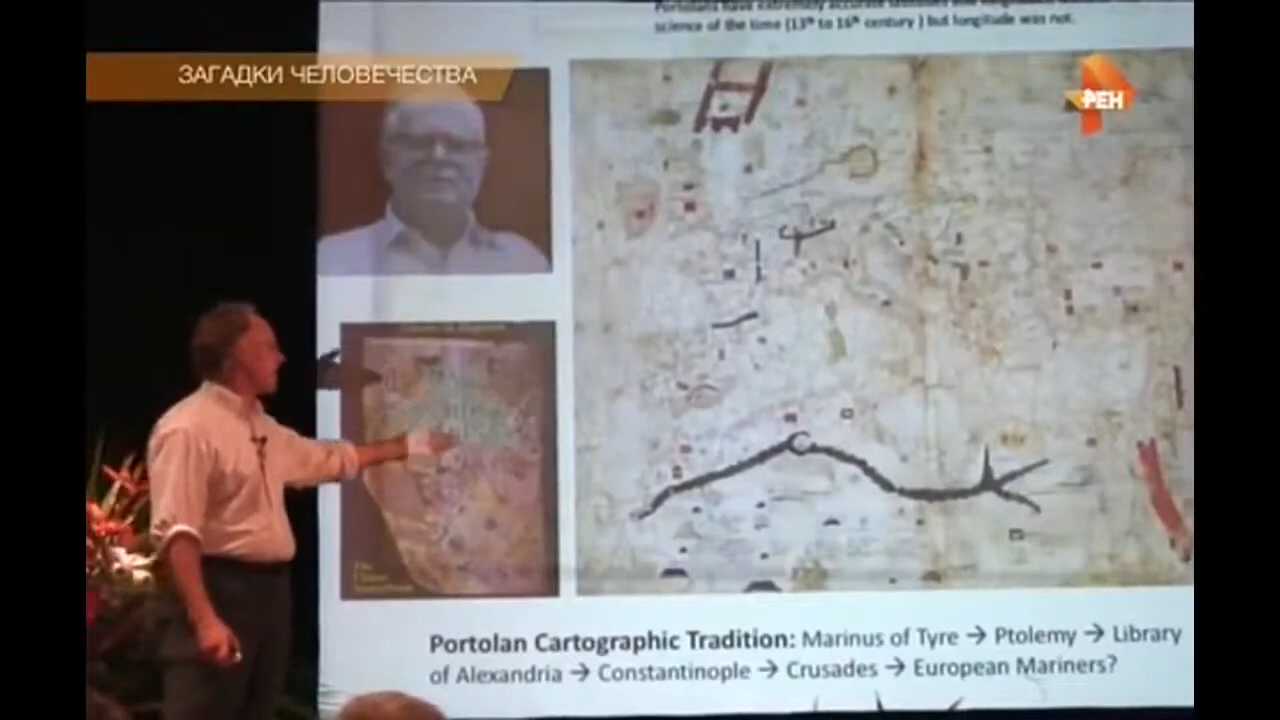 science of the time (13th to 16th century ) but longitude was not.
ЗАГАДКИ ЧЕЛОВЕЧЕСТВА
РЕН
Portolan Cartographic Tradition: Marinus of Tyre → Ptolemy → Library
of Alexandria → Constantinople → Crusades → European Mariners?